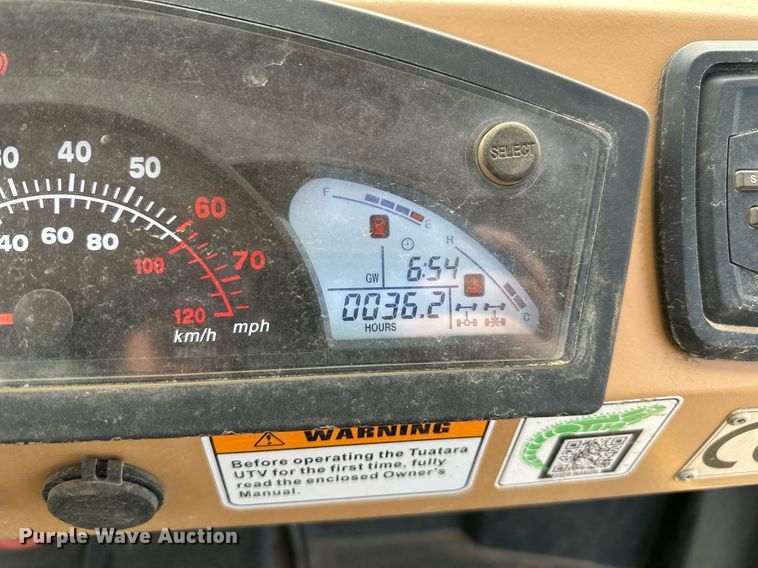 30 40 50 60 70
40 60 80 100 120
km/h mph
SELECT
F
E
H
GW 6:54
0036.2
HOURS
C
WARNING
Before operating the Tuatara
UTV for the first time, fully
read the enclosed Owner's
Manual.
Purple Wave Auction